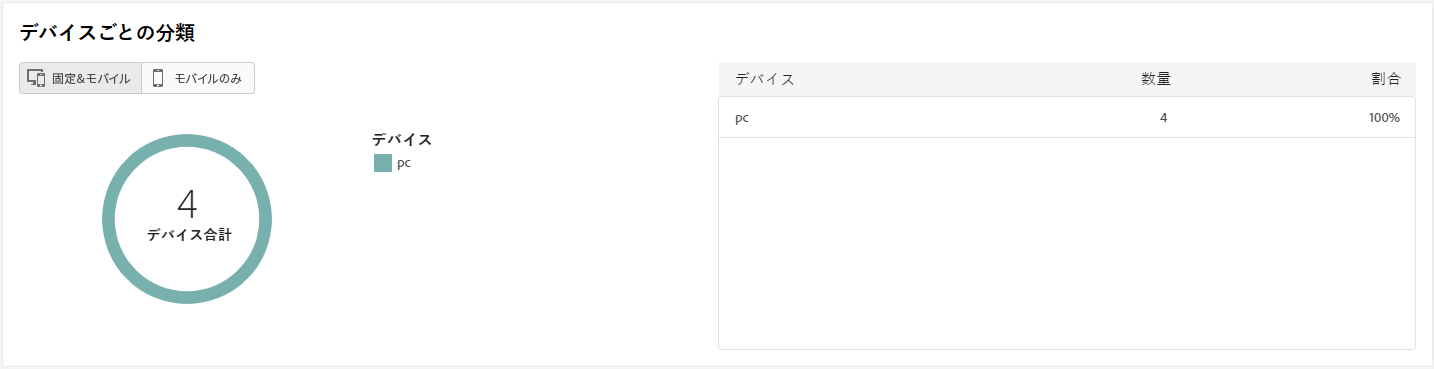 デバイスごとの分類
固定&モバイル モバイルのみ
デバイス
pc
4
デバイス合計
デバイス 数量 割合
pc 4 100%